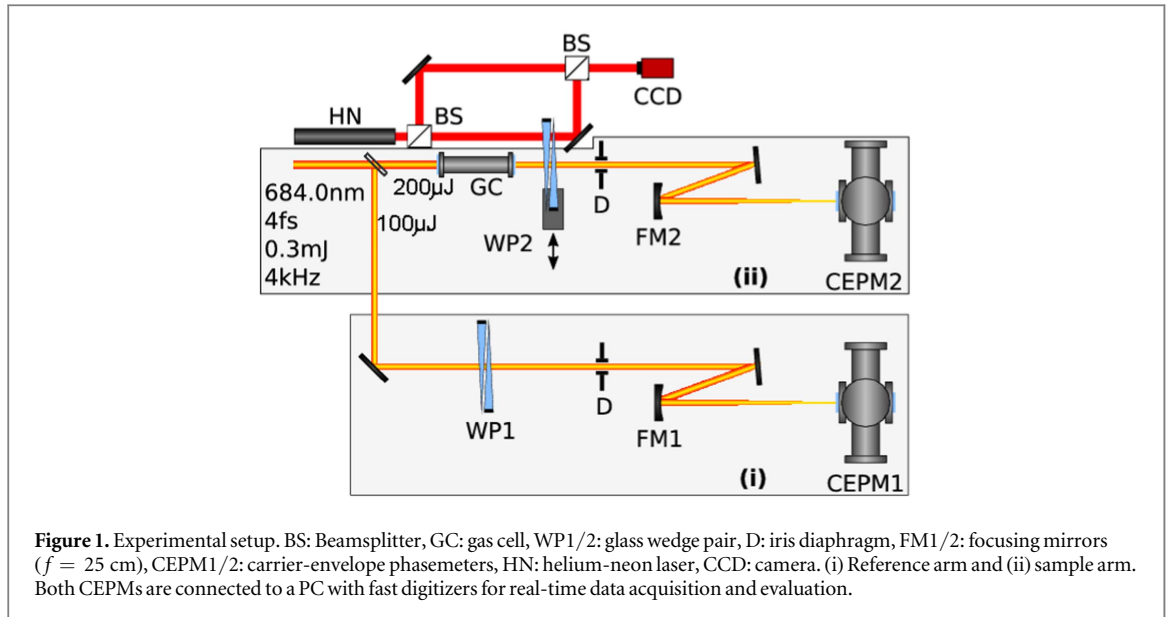 BS
CCD
HN
BS
684.0nm
4fs
0.3mJ
4kHz
200µJ
GC
100µJ
WP2
D
FM2
(ii)
CEPM2
WP1
D
FM1
(i)
CEPM1
Figure 1. Experimental setup. BS: Beamsplitter, GC: gas cell, WP1/2: glass wedge pair, D: iris diaphragm, FM1/2: focusing mirrors
(f = 25 cm), CEPM1/2: carrier-envelope phasemeters, HN: helium-neon laser, CCD: camera. (i) Reference arm and (ii) sample arm.
Both CEPMs are connected to a PC with fast digitizers for real-time data acquisition and evaluation.